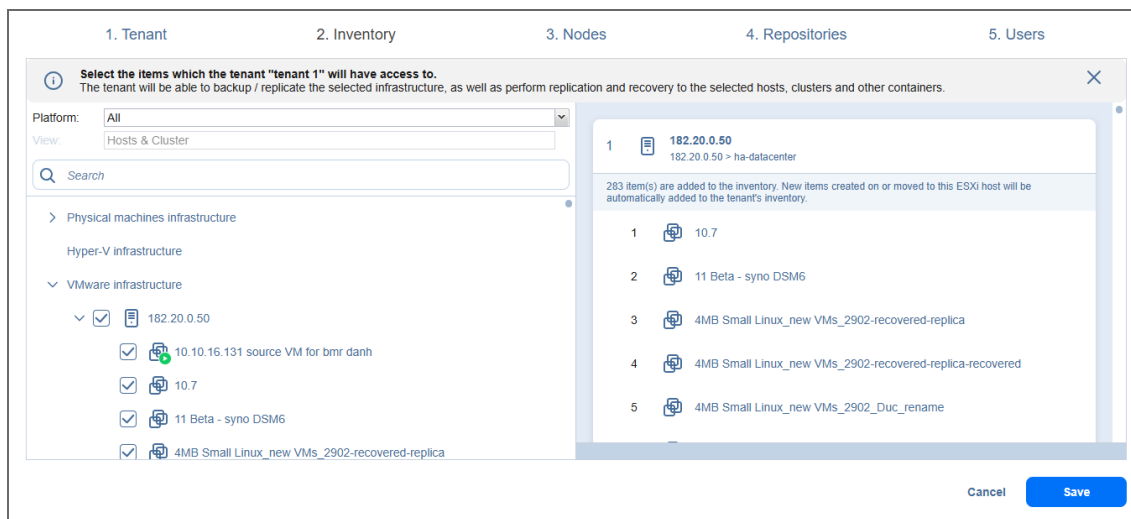 1. Tenant
2. Inventory
3. Nodes
4. Repositories
5. Users
Select the items which the tenant "tenant 1" will have access to.
The tenant will be able to backup / replicate the selected infrastructure, as well as perform replication and recovery to the selected hosts, clusters and other containers.
Platform: All
View: Hosts & Cluster
Search
Physical machines infrastructure
Hyper-V infrastructure
VMware infrastructure
182.20.0.50
10.10.16.131 source VM for bmr danh
10.7
11 Beta - syno DSM6
4MB Small Linux_new VMs_2902-recovered-replica
1 182.20.0.50
182.20.0.50 > ha-datacenter
283 item(s) are added to the inventory. New items created on or moved to this ESXi host will be
automatically added to the tenant's inventory.
1 10.7
2 11 Beta - syno DSM6
3 4MB Small Linux_new VMs_2902-recovered-replica
4 4MB Small Linux_new VMs_2902-recovered-replica-recovered
5 4MB Small Linux_new VMs_2902_Duc_rename
Cancel
Save